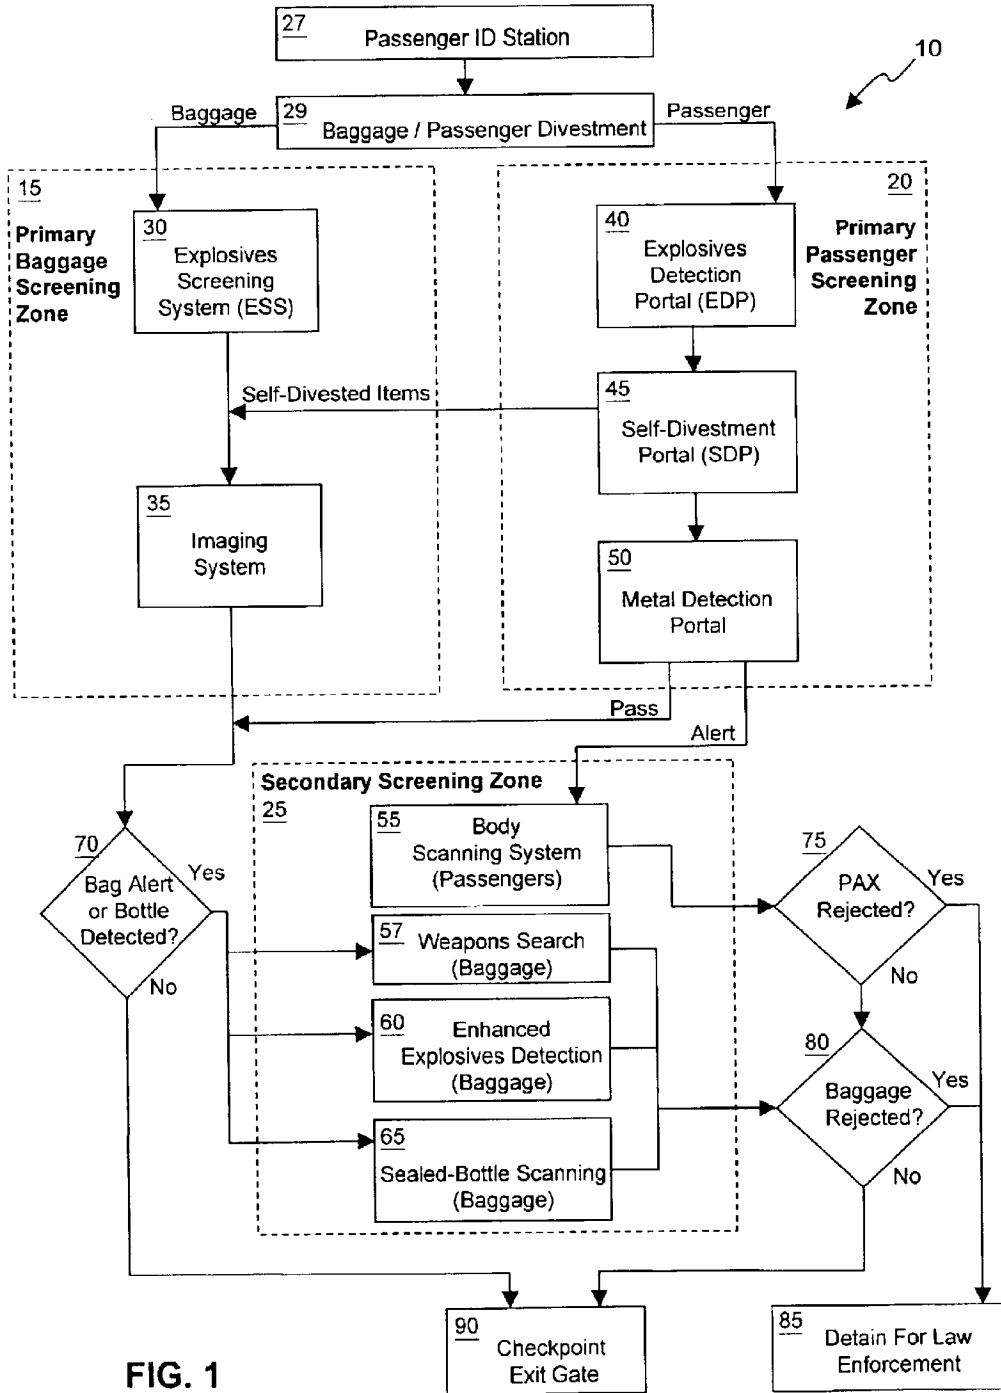 27
Passenger ID Station
10
Baggage
29
Baggage / Passenger Divestment
Passenger
15
Primary
Baggage
Screening
Zone
30
Explosives
Screening
System (ESS)
20
Primary
Passenger
Screening
Zone
40
Explosives
Detection
Portal (EDP)
Self-Divested Items
45
Self-Divestment
Portal (SDP)
35
Imaging
System
50
Metal Detection
Portal
Pass
Alert
Secondary Screening Zone
25
55
Body
Scanning System
(Passengers)
70
Bag Alert
or Bottle
Detected?
Yes
No
57
Weapons Search
(Baggage)
60
Enhanced
Explosives Detection
(Baggage)
65
Sealed-Bottle Scanning
(Baggage)
75
PAX
Rejected?
Yes
No
80
Baggage
Rejected?
Yes
No
90
Checkpoint
Exit Gate
85
Detain For Law
Enforcement
FIG. 1